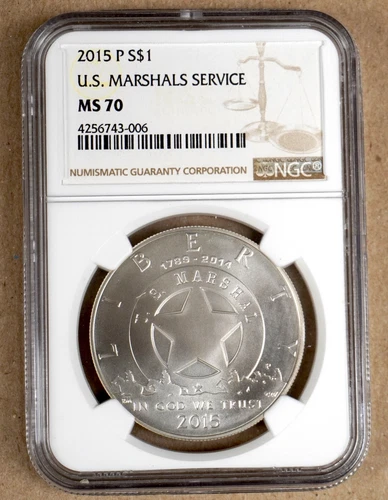 2015 P S$1
U.S. MARSHALS SERVICE
MS 70
4256743-006
NUMISMATIC GUARANTY CORPORATION
NGC®
LIBERTY
1789 - 2014
U.S. MARSHAL
IN GOD WE TRUST
2015